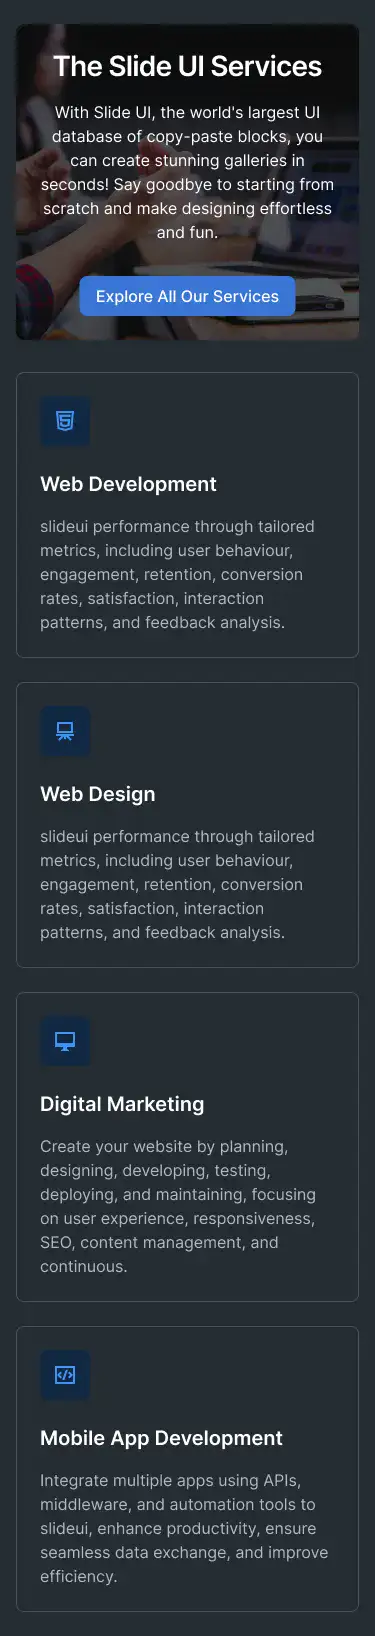 The Slide UI Services
With Slide UI, the world's largest UI
database of copy-paste blocks, you
can create stunning galleries in
seconds! Say goodbye to starting from
scratch and make designing effortless
and fun.
Explore All Our Services
Web Development
slideui performance through tailored
metrics, including user behaviour,
engagement, retention, conversion
rates, satisfaction, interaction
patterns, and feedback analysis.
Web Design
slideui performance through tailored
metrics, including user behaviour,
engagement, retention, conversion
rates, satisfaction, interaction
patterns, and feedback analysis.
Digital Marketing
Create your website by planning,
designing, developing, testing,
deploying, and maintaining, focusing
on user experience, responsiveness,
SEO, content management, and
continuous.
Mobile App Development
Integrate multiple apps using APIs,
middleware, and automation tools to
slideui, enhance productivity, ensure
seamless data exchange, and improve
efficiency.